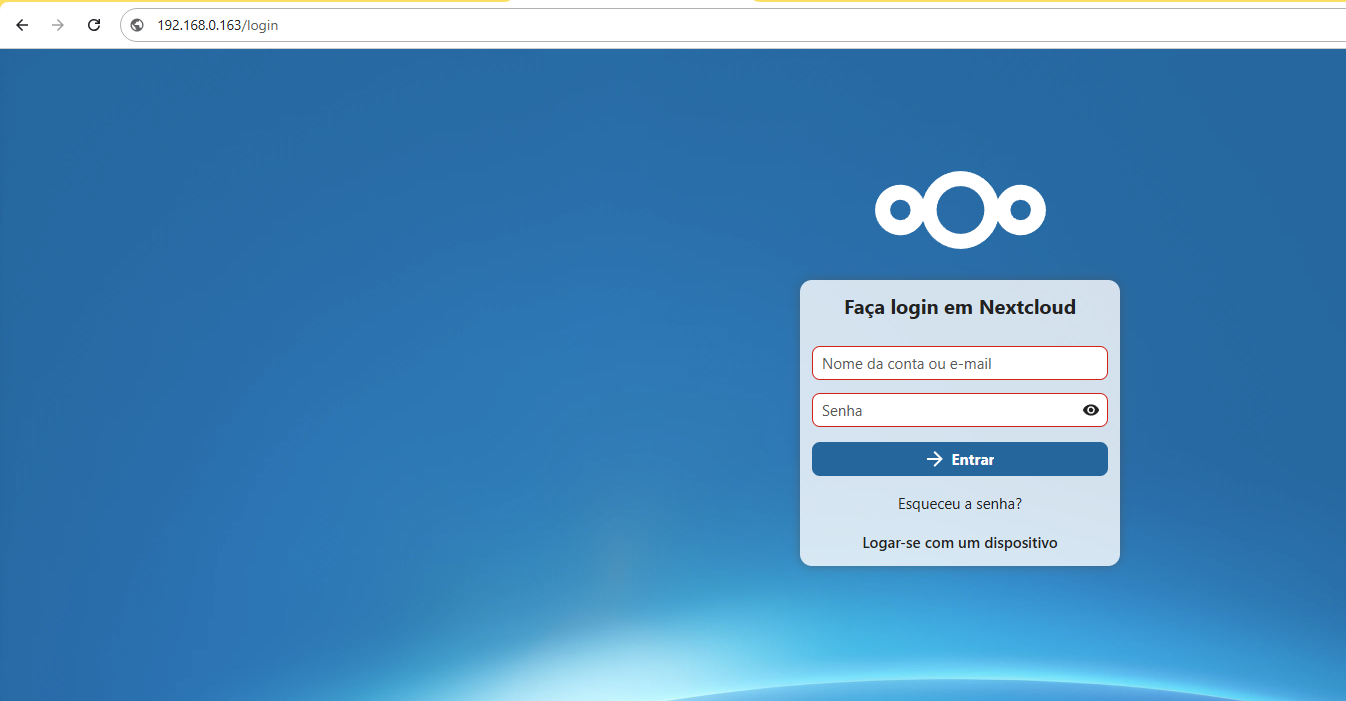 192.168.0.163/login
Faça login em Nextcloud
Nome da conta ou e-mail
Senha
Entrar
Esqueceu a senha?
Logar-se com um dispositivo